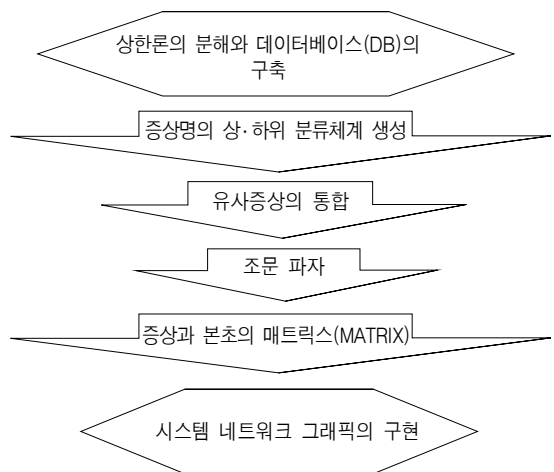 상한론의 분해와 데이터베이스(DB)의
구축
증상명의 상·하위 분류체계 생성
유사증상의 통합
조문 파자
증상과 본초의 매트릭스(MATRIX)
시스템 네트워크 그래픽의 구현